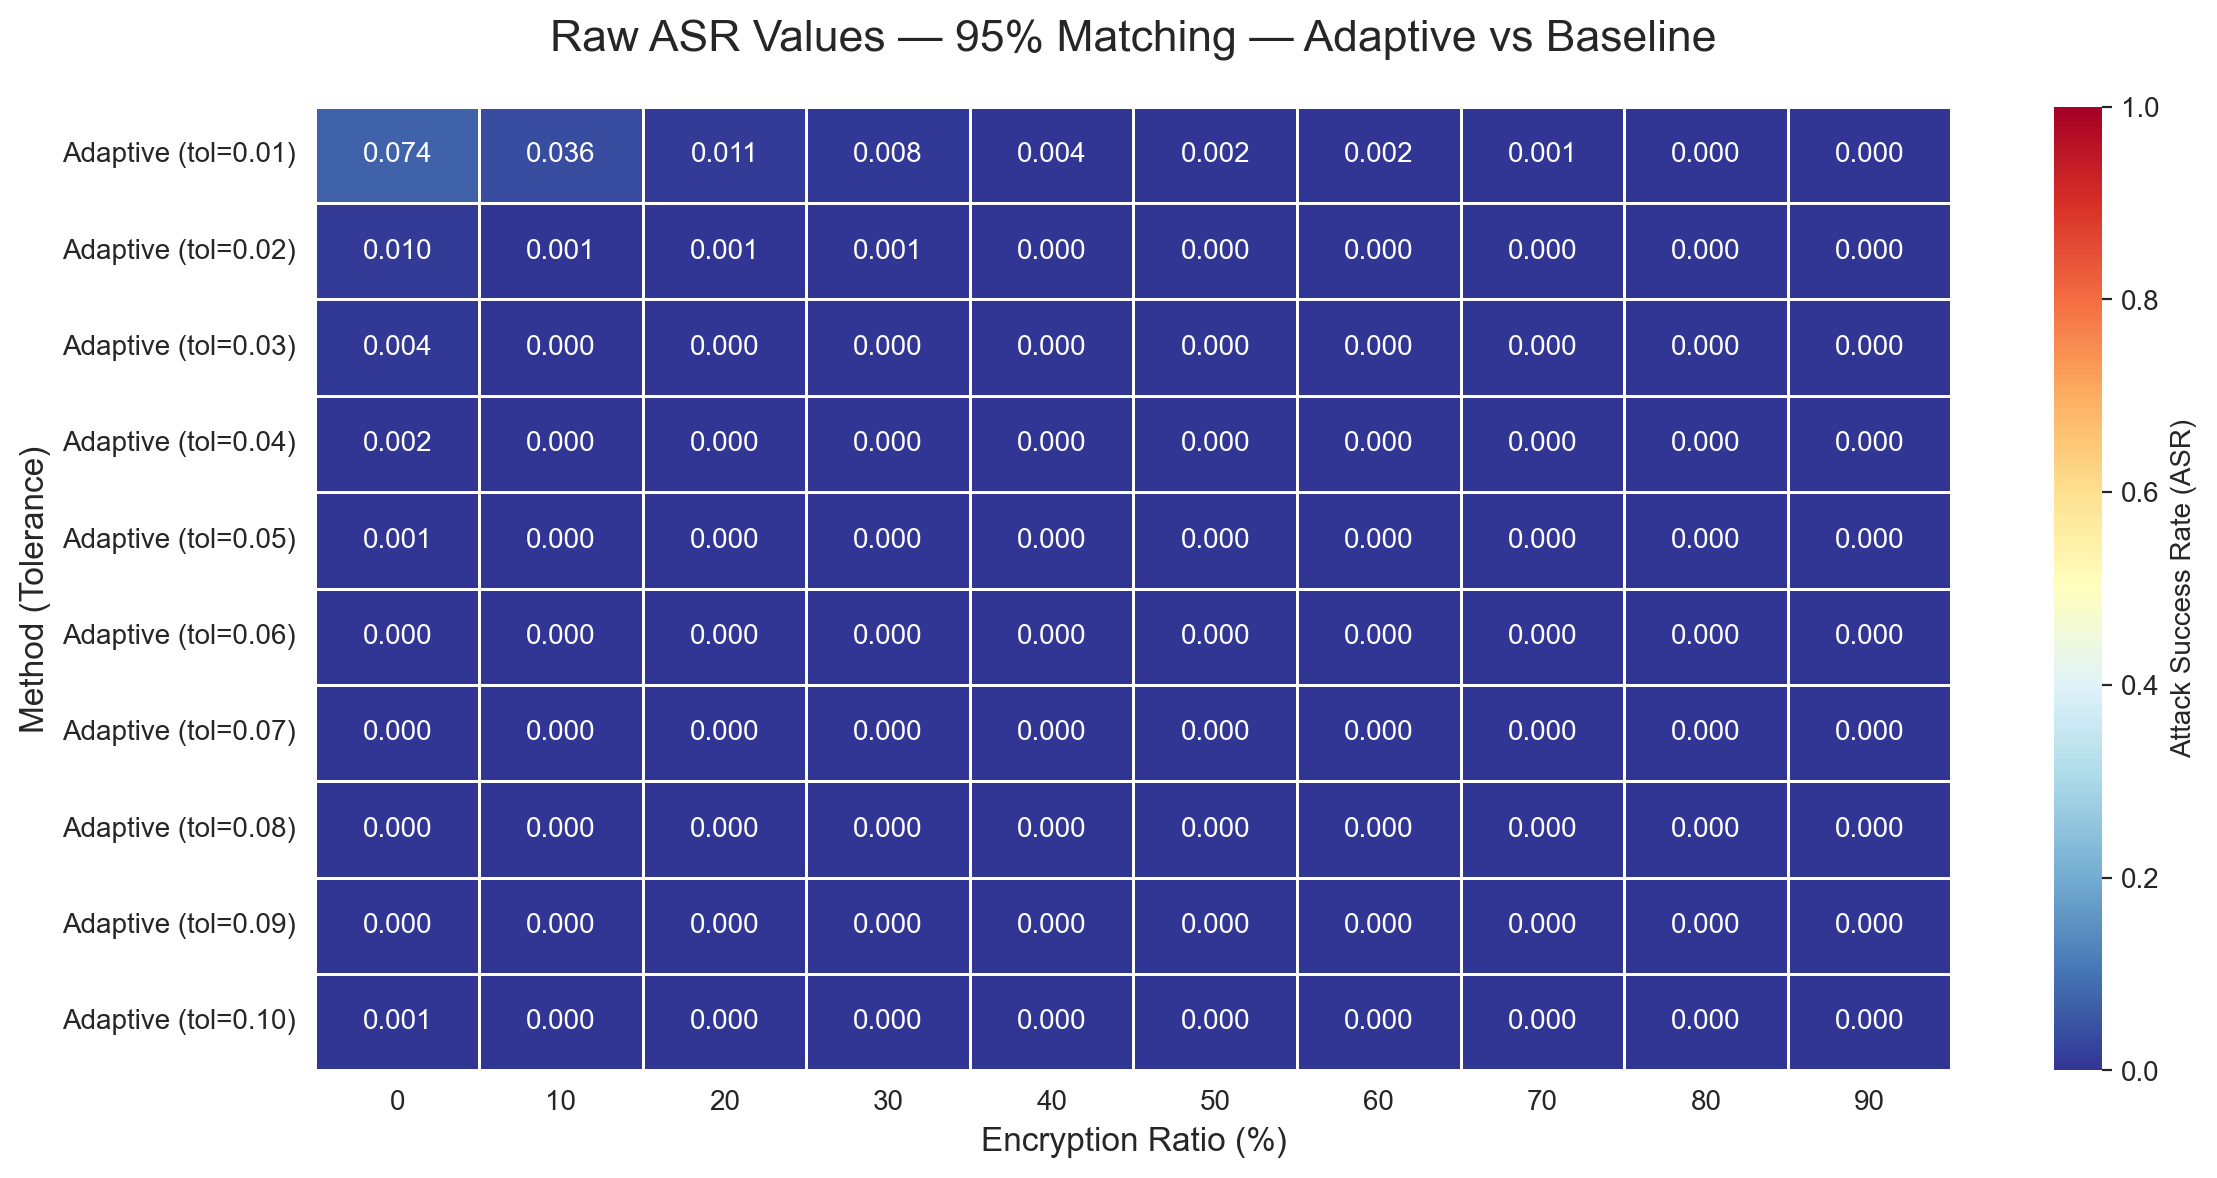 Raw ASR Values — 95% Matching — Adaptive vs Baseline
Method (Tolerance)
Adaptive (tol=0.01) 0.074 0.036 0.011 0.008 0.004 0.002 0.002 0.001 0.000 0.000
Adaptive (tol=0.02) 0.010 0.001 0.001 0.001 0.000 0.000 0.000 0.000 0.000 0.000
Adaptive (tol=0.03) 0.004 0.000 0.000 0.000 0.000 0.000 0.000 0.000 0.000 0.000
Adaptive (tol=0.04) 0.002 0.000 0.000 0.000 0.000 0.000 0.000 0.000 0.000 0.000
Adaptive (tol=0.05) 0.001 0.000 0.000 0.000 0.000 0.000 0.000 0.000 0.000 0.000
Adaptive (tol=0.06) 0.000 0.000 0.000 0.000 0.000 0.000 0.000 0.000 0.000 0.000
Adaptive (tol=0.07) 0.000 0.000 0.000 0.000 0.000 0.000 0.000 0.000 0.000 0.000
Adaptive (tol=0.08) 0.000 0.000 0.000 0.000 0.000 0.000 0.000 0.000 0.000 0.000
Adaptive (tol=0.09) 0.000 0.000 0.000 0.000 0.000 0.000 0.000 0.000 0.000 0.000
Adaptive (tol=0.10) 0.001 0.000 0.000 0.000 0.000 0.000 0.000 0.000 0.000 0.000
0 10 20 30 40 50 60 70 80 90
Encryption Ratio (%)
1.0
0.8
0.6
0.4
0.2
0.0
Attack Success Rate (ASR)